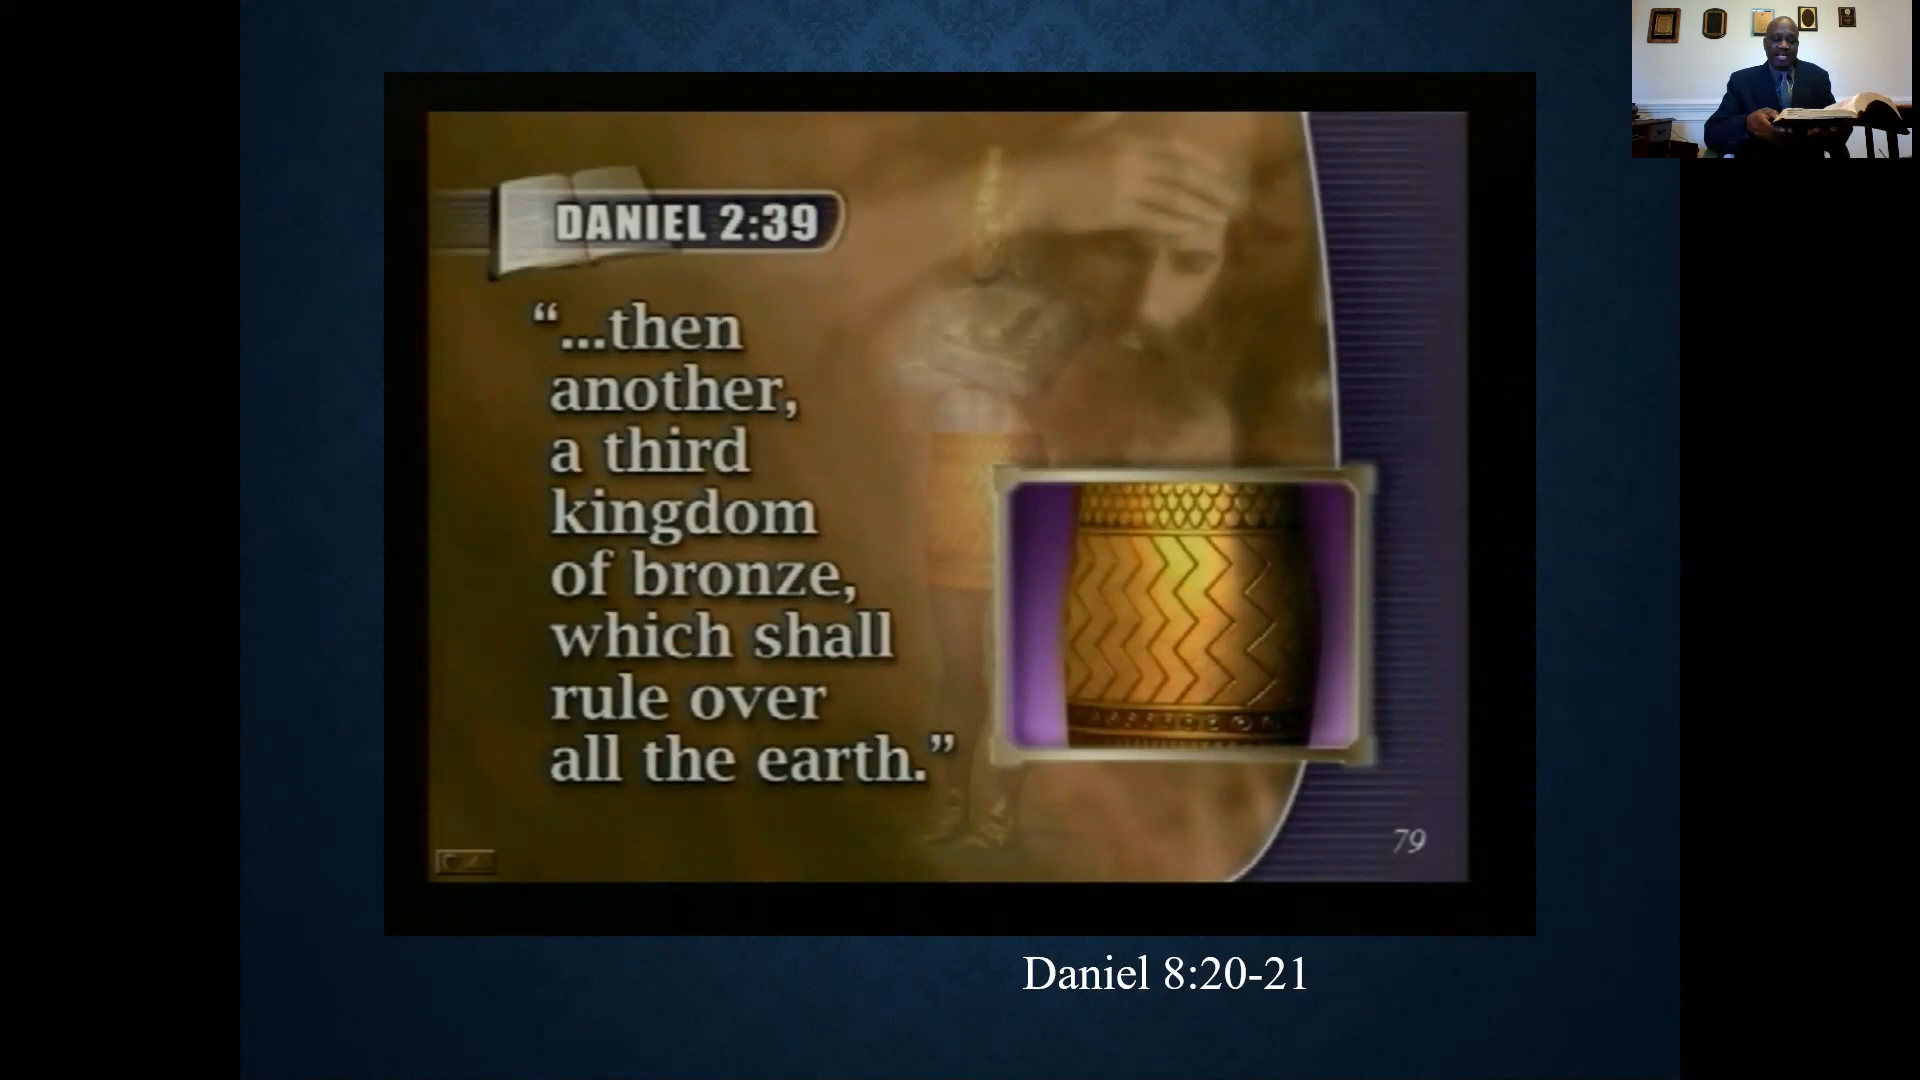 DANIEL 2:39
“...then
another,
a third
kingdom
of bronze,
which shall
rule over
all the earth.”
79
Daniel 8:20-21